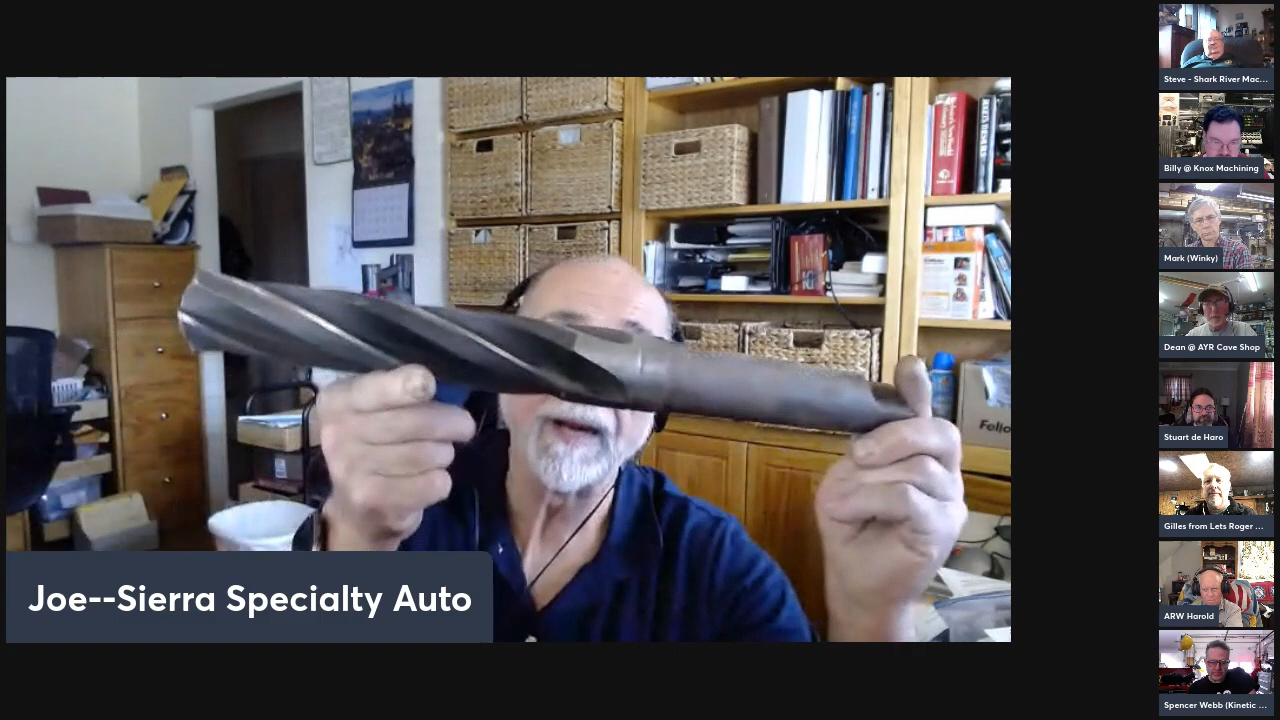 Joe--Sierra Specialty Auto
Steve - Shark River Mac...
Billy @ Knox Machining
Mark (Winky)
Dean @ AYR Cave Shop
Stuart de Haro
Gilles from Lets Roger ...
ARW Harold
Spencer Webb (Kinetic ...